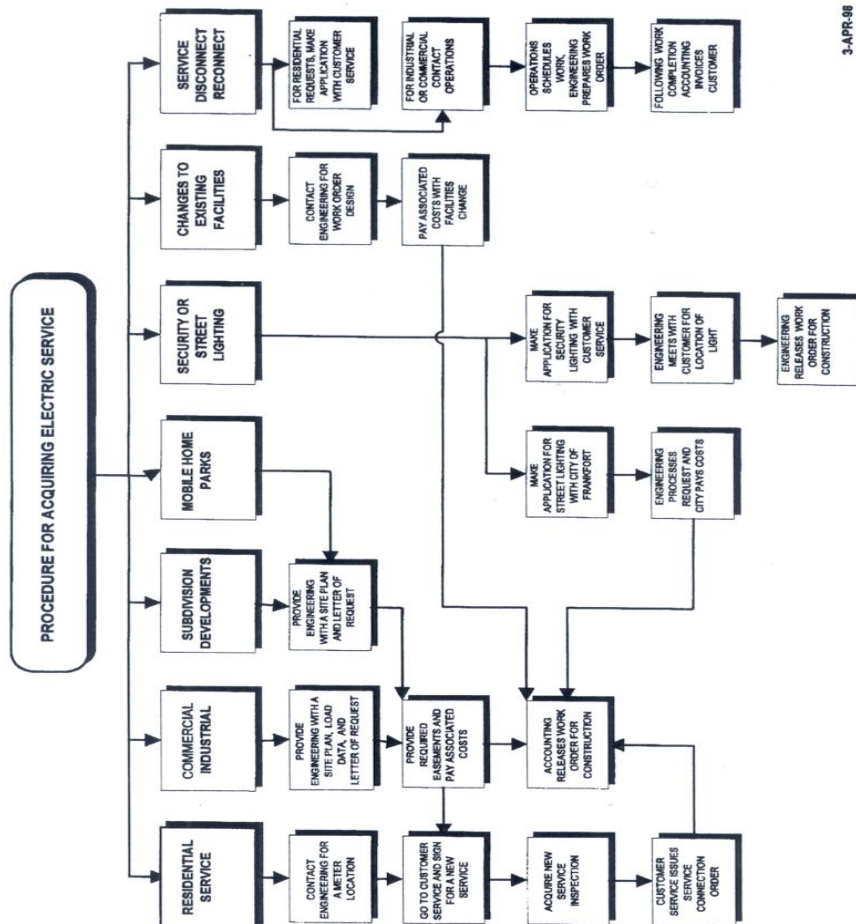 PROCEDURE FOR ACQUIRING ELECTRIC SERVICE
RESIDENTIAL
SERVICE
COMMERCIAL
INDUSTRIAL
SUBDIVISION
DEVELOPMENTS
MOBILE HOME
PARKS
SECURITY OR
STREET
LIGHTING
CHANGES TO
EXISTING
FACILITIES
SERVICE
DISCONNECT
RECONNECT
CONTACT
ENGINEERING FOR
A METER
LOCATION
PROVIDE
ENGINEERING WITH A
SITE PLAN, LOAD
DATA, AND
LETTER OF REQUEST
PROVIDE
ENGINEERING
WITH A SITE PLAN
AND LETTER OF
REQUEST
CONTACT
ENGINEERING FOR
WORK ORDER
DESIGN
FOR RESIDENTIAL
REQUESTS, MAKE
APPLICATION
WITH CUSTOMER
SERVICE
GO TO CUSTOMER
SERVICE AND SIGN
FOR A NEW
SERVICE
PROVIDE
REQUIRED
EASEMENTS AND
PAY ASSOCIATED
COSTS
PAY ASSOCIATED
COSTS WITH
FACILITIES
CHANGE
FOR INDUSTRIAL
OR COMMERCIAL
CONTACT
OPERATIONS
ACQUIRE NEW
SERVICE
INSPECTION
ACCOUNTING
RELEASES WORK
ORDER FOR
CONSTRUCTION
MAKE
APPLICATION FOR
STREET LIGHTING
WITH CITY OF
FRANKFORT
MAKE
APPLICATION FOR
SECURITY
LIGHTING WITH
CUSTOMER
SERVICE
OPERATIONS
SCHEDULES
WORK, ENGINEERING
PREPARES WORK
ORDER
CUSTOMER
SERVICE ISSUES
SERVICE
CONNECTION
ORDER
ENGINEERING
PROCESSES
REQUEST AND
CITY PAYS COSTS
ENGINEERING
MEETS WITH
CUSTOMER FOR
LOCATION OF
LIGHT
FOLLOWING WORK
COMPLETION
ACCOUNTING
INVOICES
CUSTOMER
ENGINEERING
RELEASES WORK
ORDER FOR
CONSTRUCTION
3-APR-98